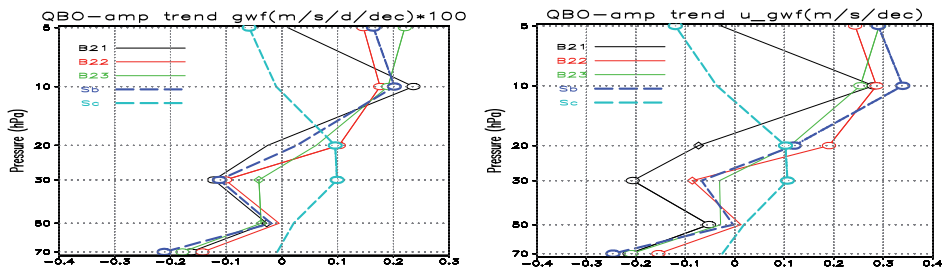 QBO-amp trend gwf(m/s/d/dec)*100
Pressure (hPa)
5
10
20
30
50
70
B21
B22
B23
Sb
Sc
-0.4
-0.3
-0.2
-0.1
0
0.1
0.2
0.3
QBO-amp trend u_gwf(m/s/dec)
Pressure (hPa)
5
10
20
30
50
70
B21
B22
B23
Sb
Sc
-0.4
-0.3
-0.2
-0.1
0
0.1
0.2
0.3
0.4